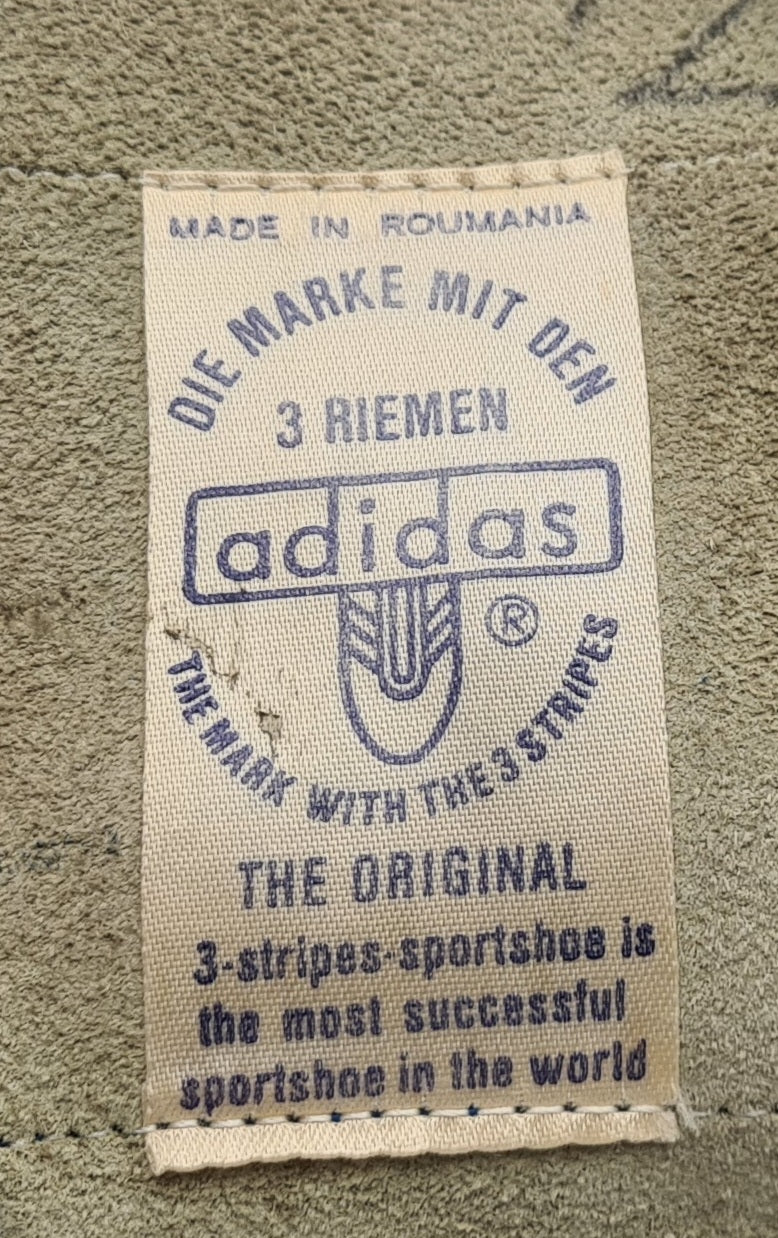 MADE IN ROUMANIA
DIE MARKE MIT DEN
3 RIEMEN
adidas
®
THE MARK WITH THE 3 STRIPES
THE ORIGINAL
3-stripes-sportshoe is
the most successful
sportshoe in the world